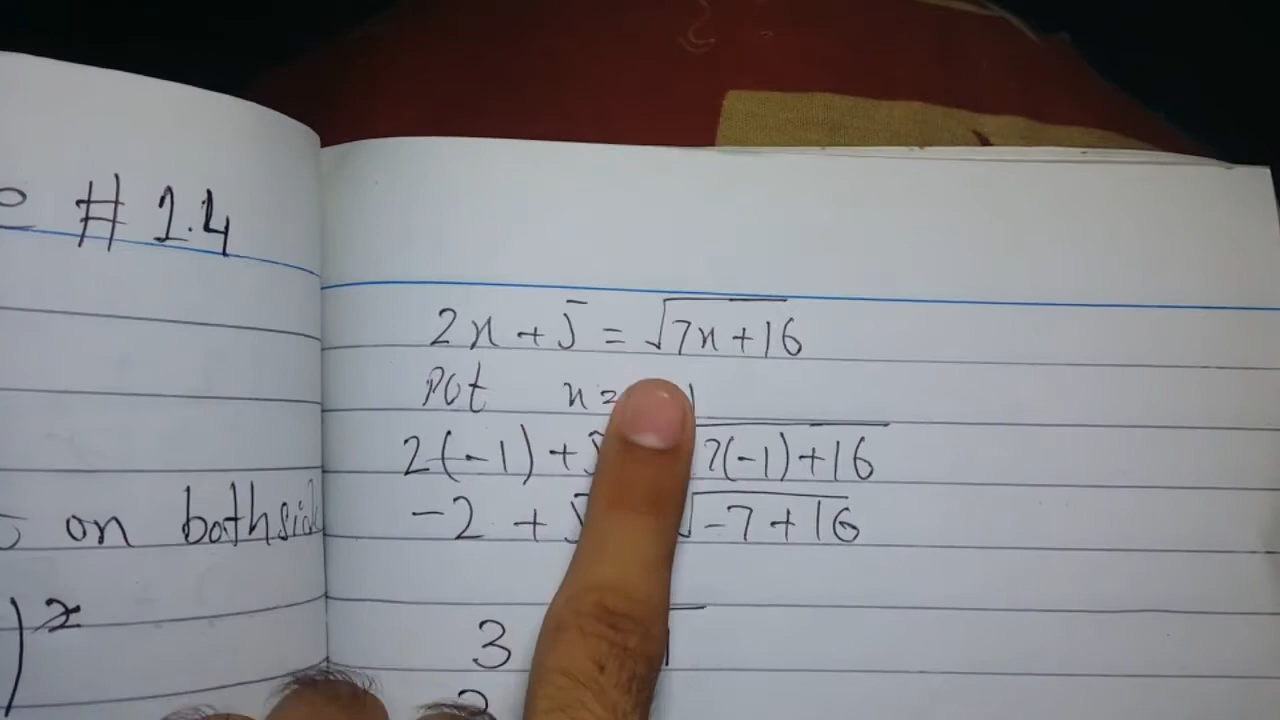 # 1.4
on bothside
)²
2x + 5 = √7x + 16
Put x =
2(-1) + 5 √7(-1) + 16
-2 + 5 √-7 + 16
3